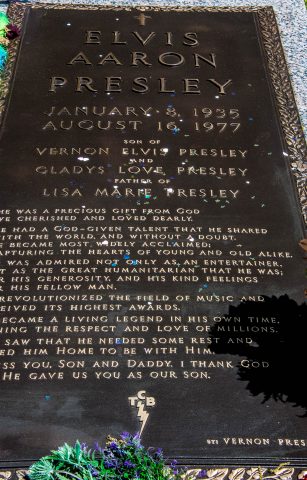 ELVIS
AARON
PRESLEY
JANUARY 8, 1935
AUGUST 16, 1977
SON OF
VERNON ELVIS PRESLEY
AND
GLADYS LOVE PRESLEY
FATHER OF
LISA MARIE PRESLEY
HE WAS A PRECIOUS GIFT FROM GOD
WE CHERISHED AND LOVED DEARLY.
HE HAD A GOD-GIVEN TALENT THAT HE SHARED
WITH THE WORLD, AND WITHOUT A DOUBT,
HE BECAME MOST WIDELY ACCLAIMED;
CAPTURING THE HEARTS OF YOUNG AND OLD ALIKE.
HE WAS ADMIRED NOT ONLY AS AN ENTERTAINER,
BUT AS THE GREAT HUMANITARIAN THAT HE WAS;
FOR HIS GENEROSITY, AND HIS KIND FEELINGS
FOR HIS FELLOW MAN.
REVOLUTIONIZED THE FIELD OF MUSIC AND
CEIVED ITS HIGHEST AWARDS.
ECAME A LIVING LEGEND IN HIS OWN TIME,
NING THE RESPECT AND LOVE OF MILLIONS.
SAW THAT HE NEEDED SOME REST AND
ED HIM HOME TO BE WITH HIM.
SS YOU, SON AND DADDY. I THANK GOD
HE GAVE US YOU AS OUR SON.
TCB
BY: VERNON PRES